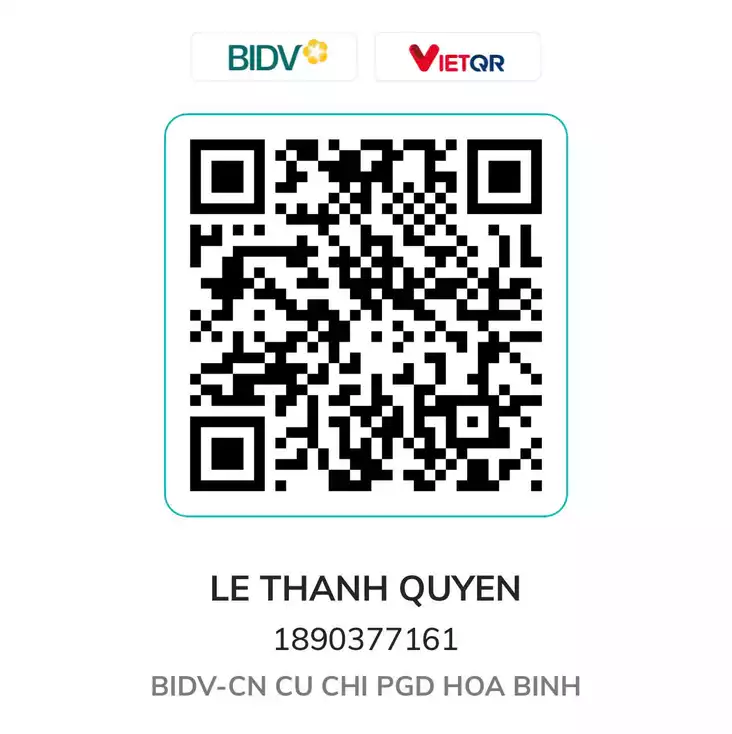 BIDV
VIETQR
LE THANH QUYEN
1890377161
BIDV-CN CU CHI PGD HOA BINH